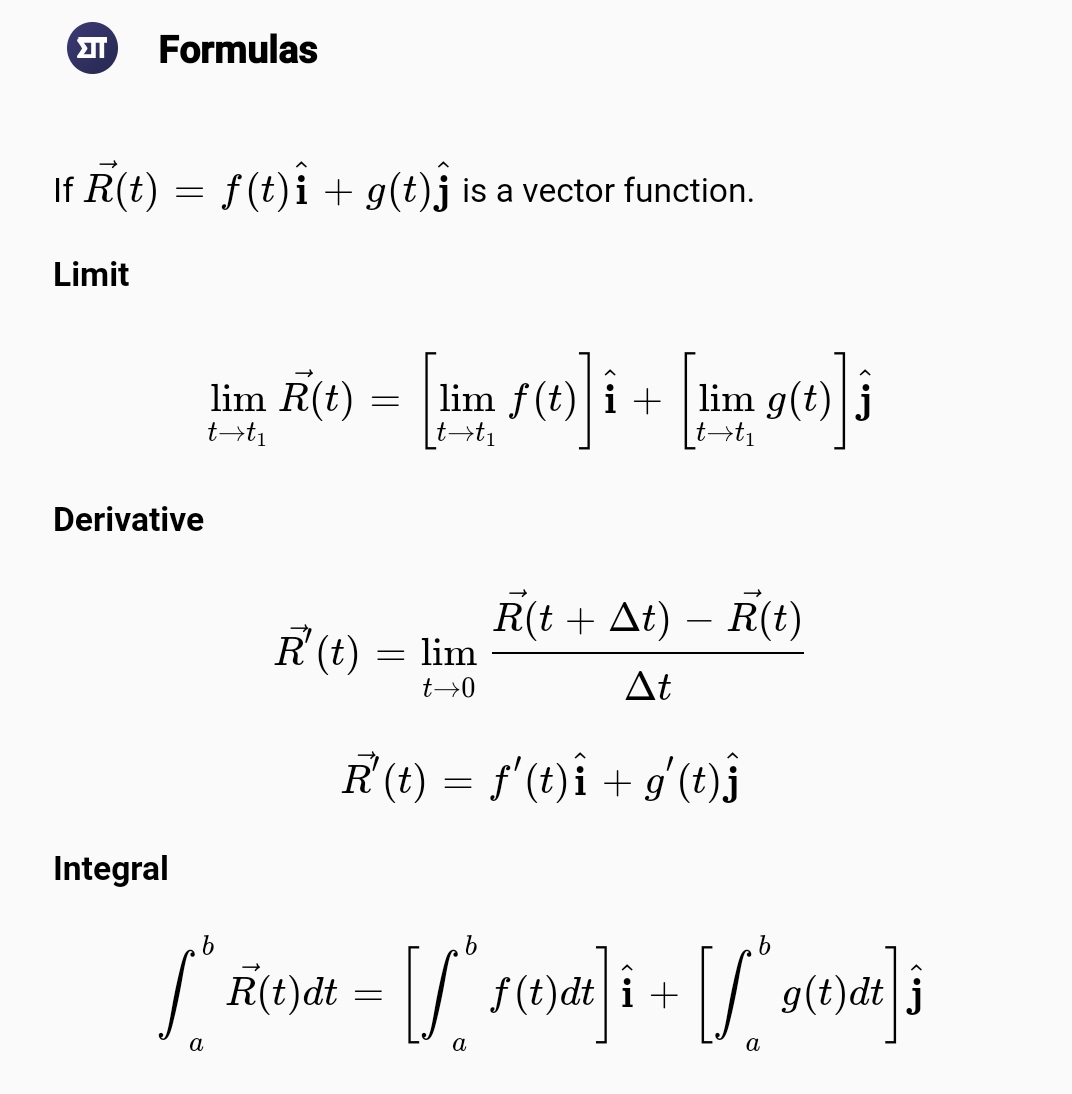 ΣΠ Formulas
If $\vec{R}(t) = f(t)\hat{\mathbf{i}} + g(t)\hat{\mathbf{j}}$ is a vector function.
Limit
$\lim_{t \to t_1} \vec{R}(t) = \left[\lim_{t \to t_1} f(t)\right]\hat{\mathbf{i}} + \left[\lim_{t \to t_1} g(t)\right]\hat{\mathbf{j}}$
Derivative
$\vec{R}'(t) = \lim_{t \to 0} \frac{\vec{R}(t + \Delta t) - \vec{R}(t)}{\Delta t}$
$\vec{R}'(t) = f'(t)\hat{\mathbf{i}} + g'(t)\hat{\mathbf{j}}$
Integral
$\int_a^b \vec{R}(t)dt = \left[\int_a^b f(t)dt\right]\hat{\mathbf{i}} + \left[\int_a^b g(t)dt\right]\hat{\mathbf{j}}$